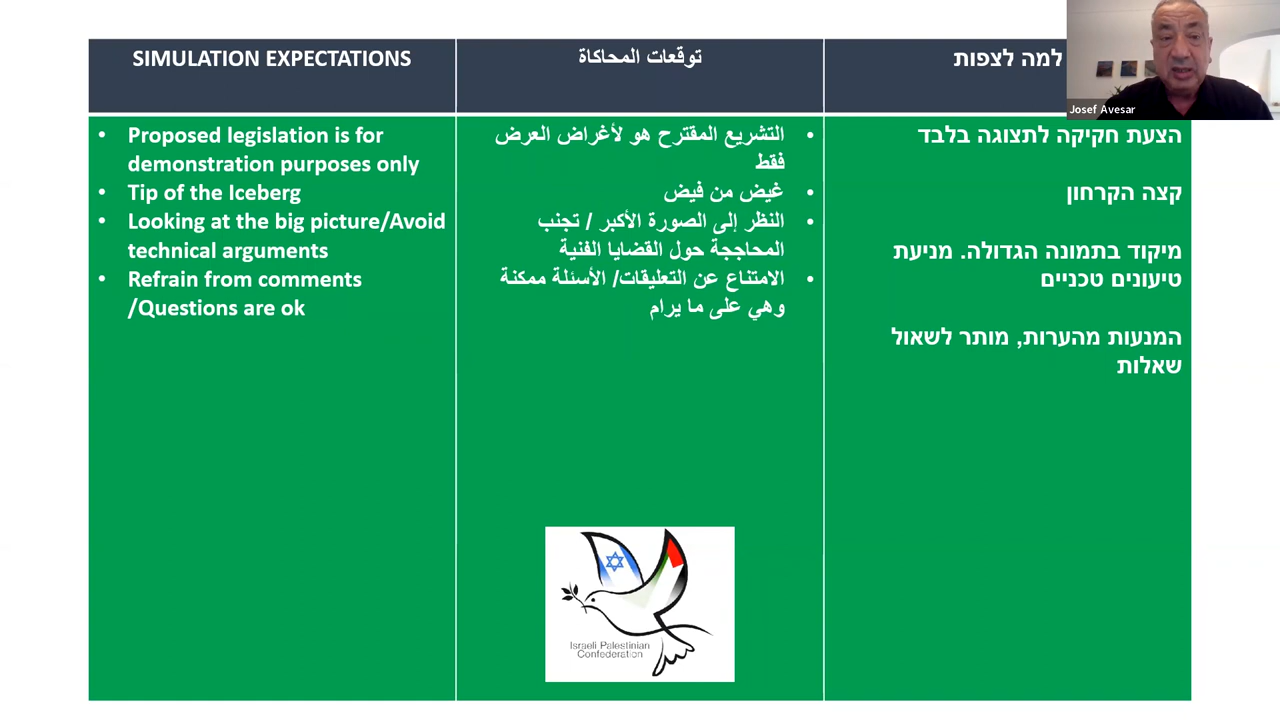 SIMULATION EXPECTATIONS
• Proposed legislation is for
demonstration purposes only
• Tip of the Iceberg
• Looking at the big picture/Avoid
technical arguments
• Refrain from comments
/Questions are ok
توقعات المحاكاة
• التشريع المقترح هو لأغراض العرض
فقط
• غيض من فيض
• النظر إلى الصورة الأكبر / تجنب
المحاججة حول القضايا الفنية
• الامتناع عن التعليقات/ الأسئلة ممكنة
وهي على ما يرام
למה לצפות
הצעת חקיקה לתצוגה בלבד
קצה הקרחון
מיקוד בתמונה הגדולה. מניעת
טיעונים טכניים
המנעות מהערות, מותר לשאול
שאלות
Josef Avesar
Israeli Palestinian
Confederation